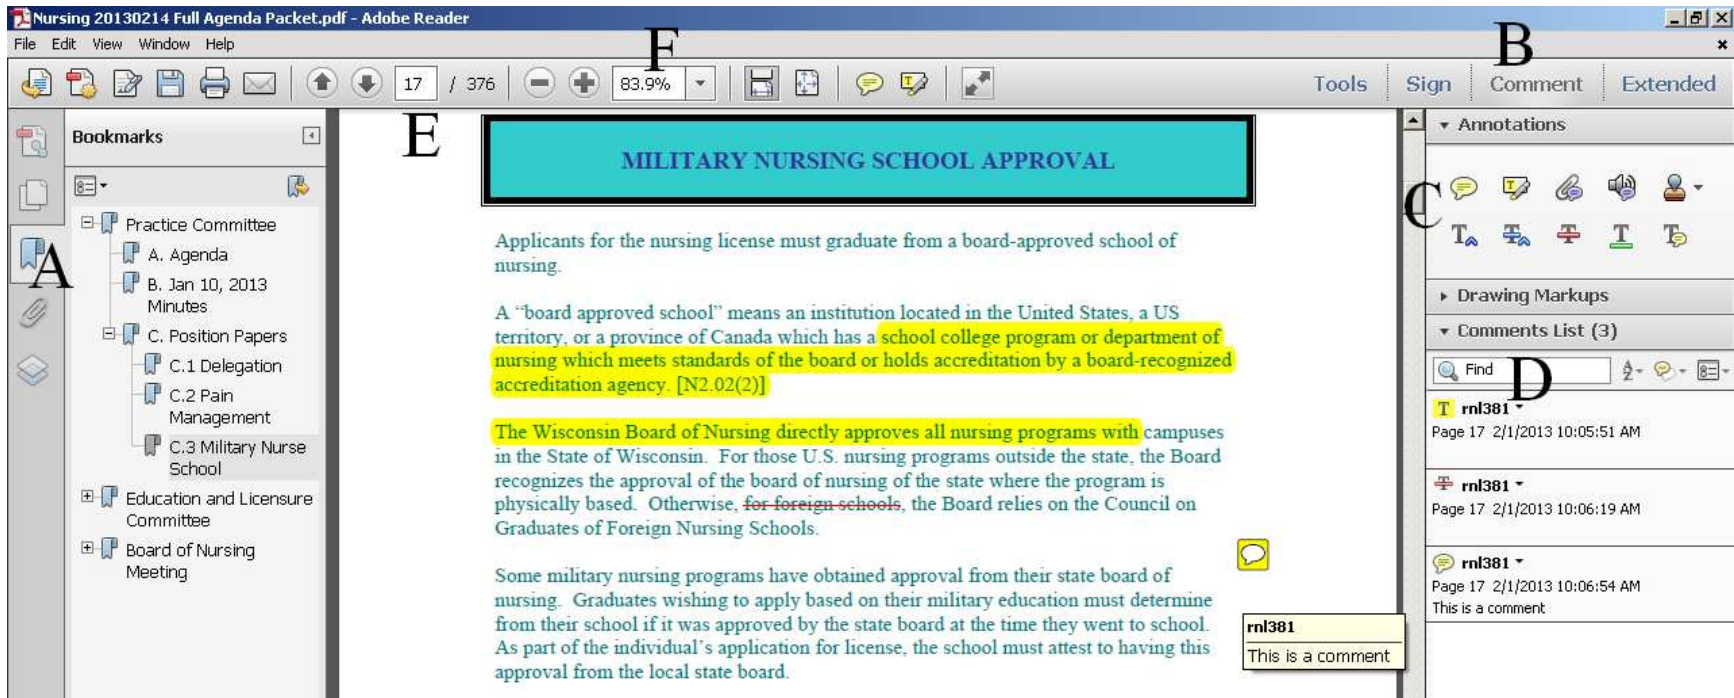 Nursing 20130214 Full Agenda Packet.pdf - Adobe Reader
File Edit View Window Help
F
B
17 / 376
83.9%
Tools Sign Comment Extended
A
Bookmarks
Practice Committee
A. Agenda
B. Jan 10, 2013
Minutes
C. Position Papers
C.1 Delegation
C.2 Pain
Management
C.3 Military Nurse
School
Education and Licensure
Committee
Board of Nursing
Meeting
E
MILITARY NURSING SCHOOL APPROVAL
Applicants for the nursing license must graduate from a board-approved school of
nursing.
A “board approved school” means an institution located in the United States, a US
territory, or a province of Canada which has a school college program or department of
nursing which meets standards of the board or holds accreditation by a board-recognized
accreditation agency. [N2.02(2)]
The Wisconsin Board of Nursing directly approves all nursing programs with campuses
in the State of Wisconsin.  For those U.S. nursing programs outside the state, the Board
recognizes the approval of the board of nursing of the state where the program is
physically based.  Otherwise, for foreign schools, the Board relies on the Council on
Graduates of Foreign Nursing Schools.
Some military nursing programs have obtained approval from their state board of
nursing.  Graduates wishing to apply based on their military education must determine
from their school if it was approved by the state board at the time they went to school.
As part of the individual’s application for license, the school must attest to having this
approval from the local state board.
rnl381
This is a comment
Annotations
C
Drawing Markups
Comments List (3)
Find
D
rnl381
Page 17 2/1/2013 10:05:51 AM
rnl381
Page 17 2/1/2013 10:06:19 AM
rnl381
Page 17 2/1/2013 10:06:54 AM
This is a comment